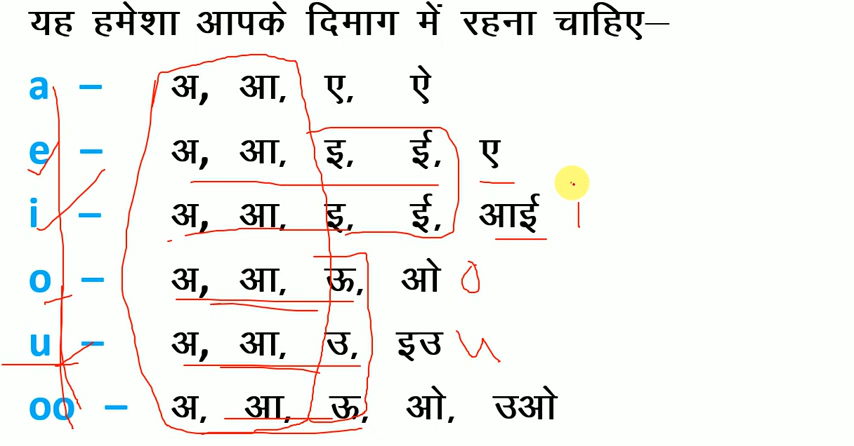 यह हमेशा आपके दिमाग में रहना चाहिए–
a – अ, आ, ए, ऐ
e – अ, आ, इ, ई, ए
i – अ, आ, इ, ई, आई I
o – अ, आ, ऊ, ओ o
u – अ, आ, उ, इउ u
oo – अ, आ, ऊ, ओ, उओ